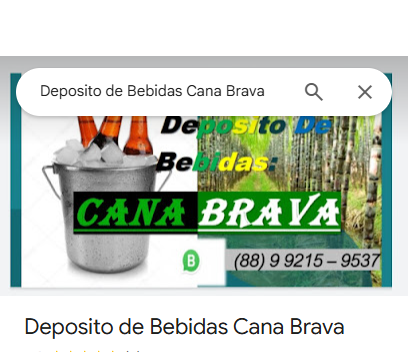 Deposito de Bebidas Cana Brava
Deposito De
Bebidas:
CANA BRAVA
(88) 9 9215 – 9537
Deposito de Bebidas Cana Brava